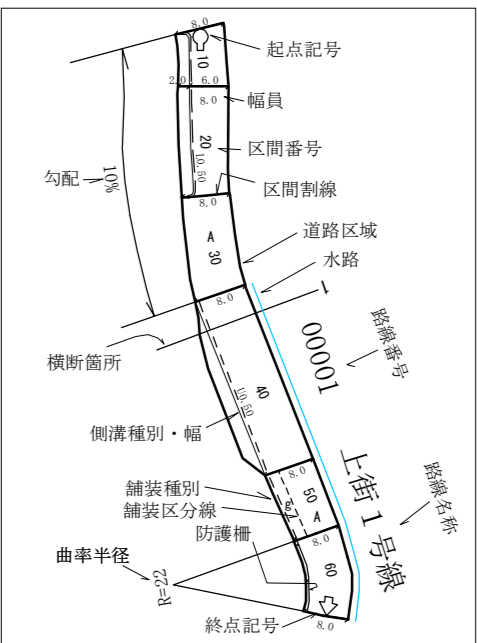 8.0
起点記号
10
2.0 6.0
8.0
幅員
20
区間番号
L0.50
勾配
10%
区間割線
8.0
A
30
道路区域
水路
8.0
1
横断箇所
00001
路線番号
40
U0.50
側溝種別・幅
8.0
上街1号線
路線名称
舗装種別
50
A
g
舗装区分線
防護柵
8.0
曲率半径
R=22
60
終点記号
8.0